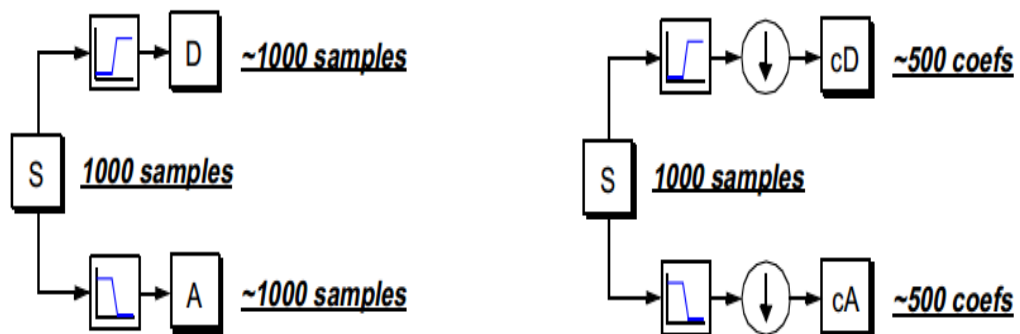 D ~1000 samples
S 1000 samples
A ~1000 samples
cD ~500 coefs
S 1000 samples
cA ~500 coefs